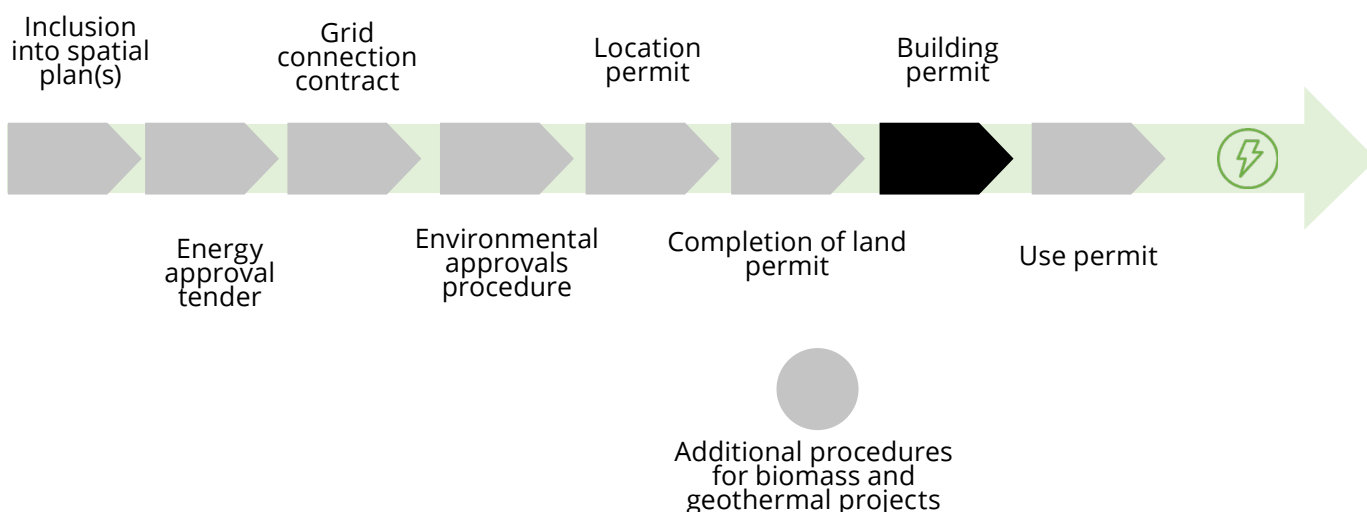 Inclusion
into spatial
plan(s)
Energy
approval
tender
Grid
connection
contract
Environmental
approvals
procedure
Location
permit
Completion of land
permit
Building
permit
Use permit
Additional procedures
for biomass and
geothermal projects